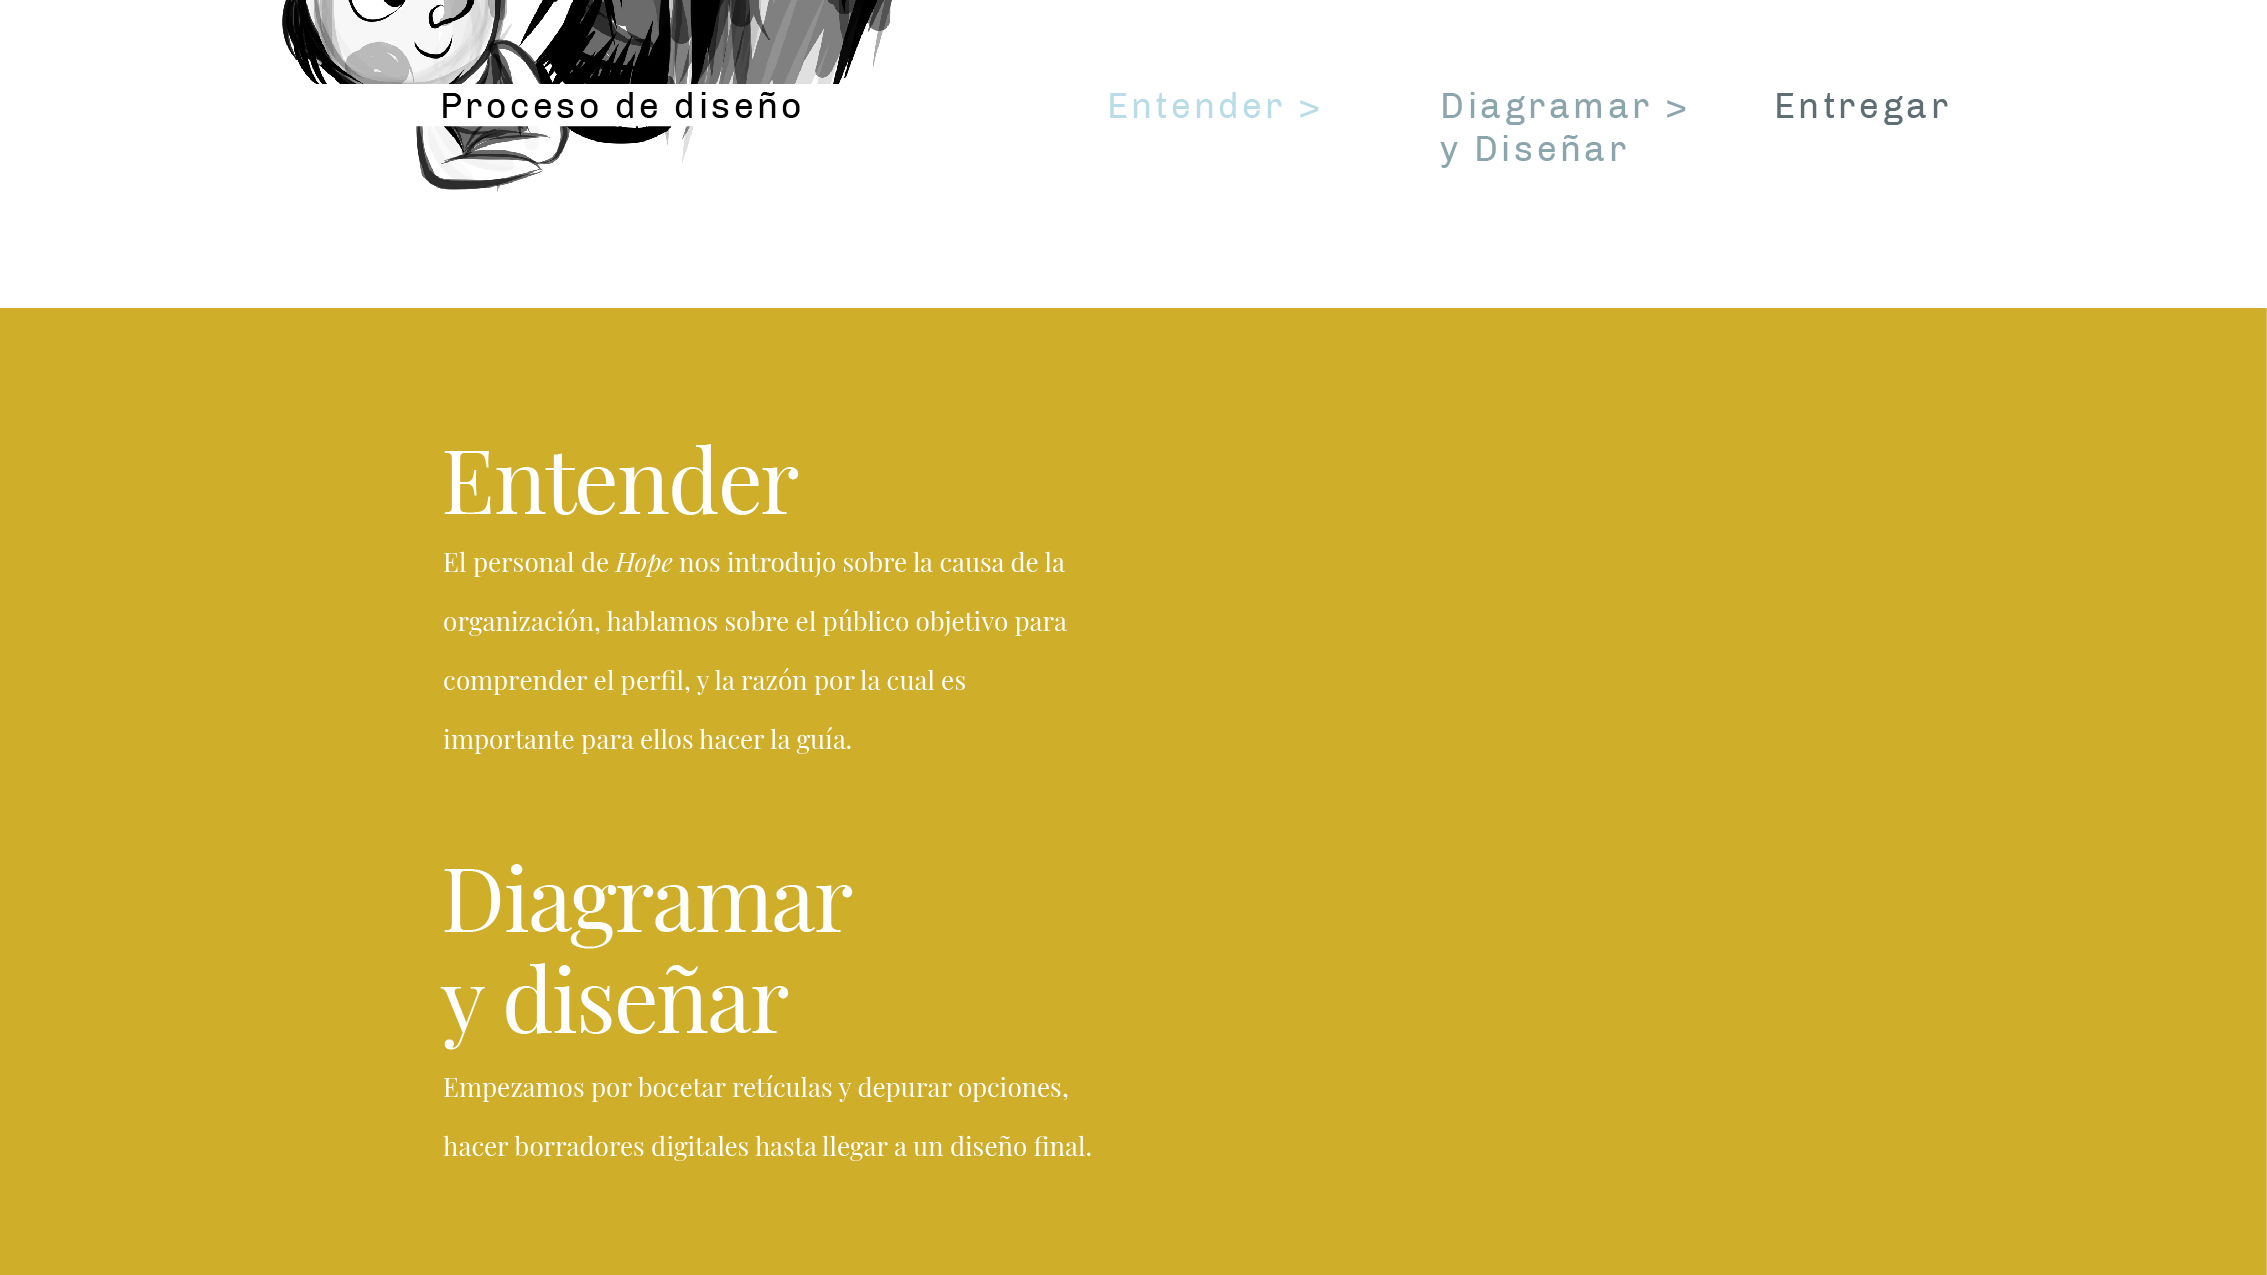 Proceso de diseño
Entender >
Diagramar >
y Diseñar
Entregar
Entender
El personal de Hope nos introdujo sobre la causa de la
organización, hablamos sobre el público objetivo para
comprender el perfil, y la razón por la cual es
importante para ellos hacer la guía.
Diagramar
y diseñar
Empezamos por bocetar retículas y depurar opciones,
hacer borradores digitales hasta llegar a un diseño final.